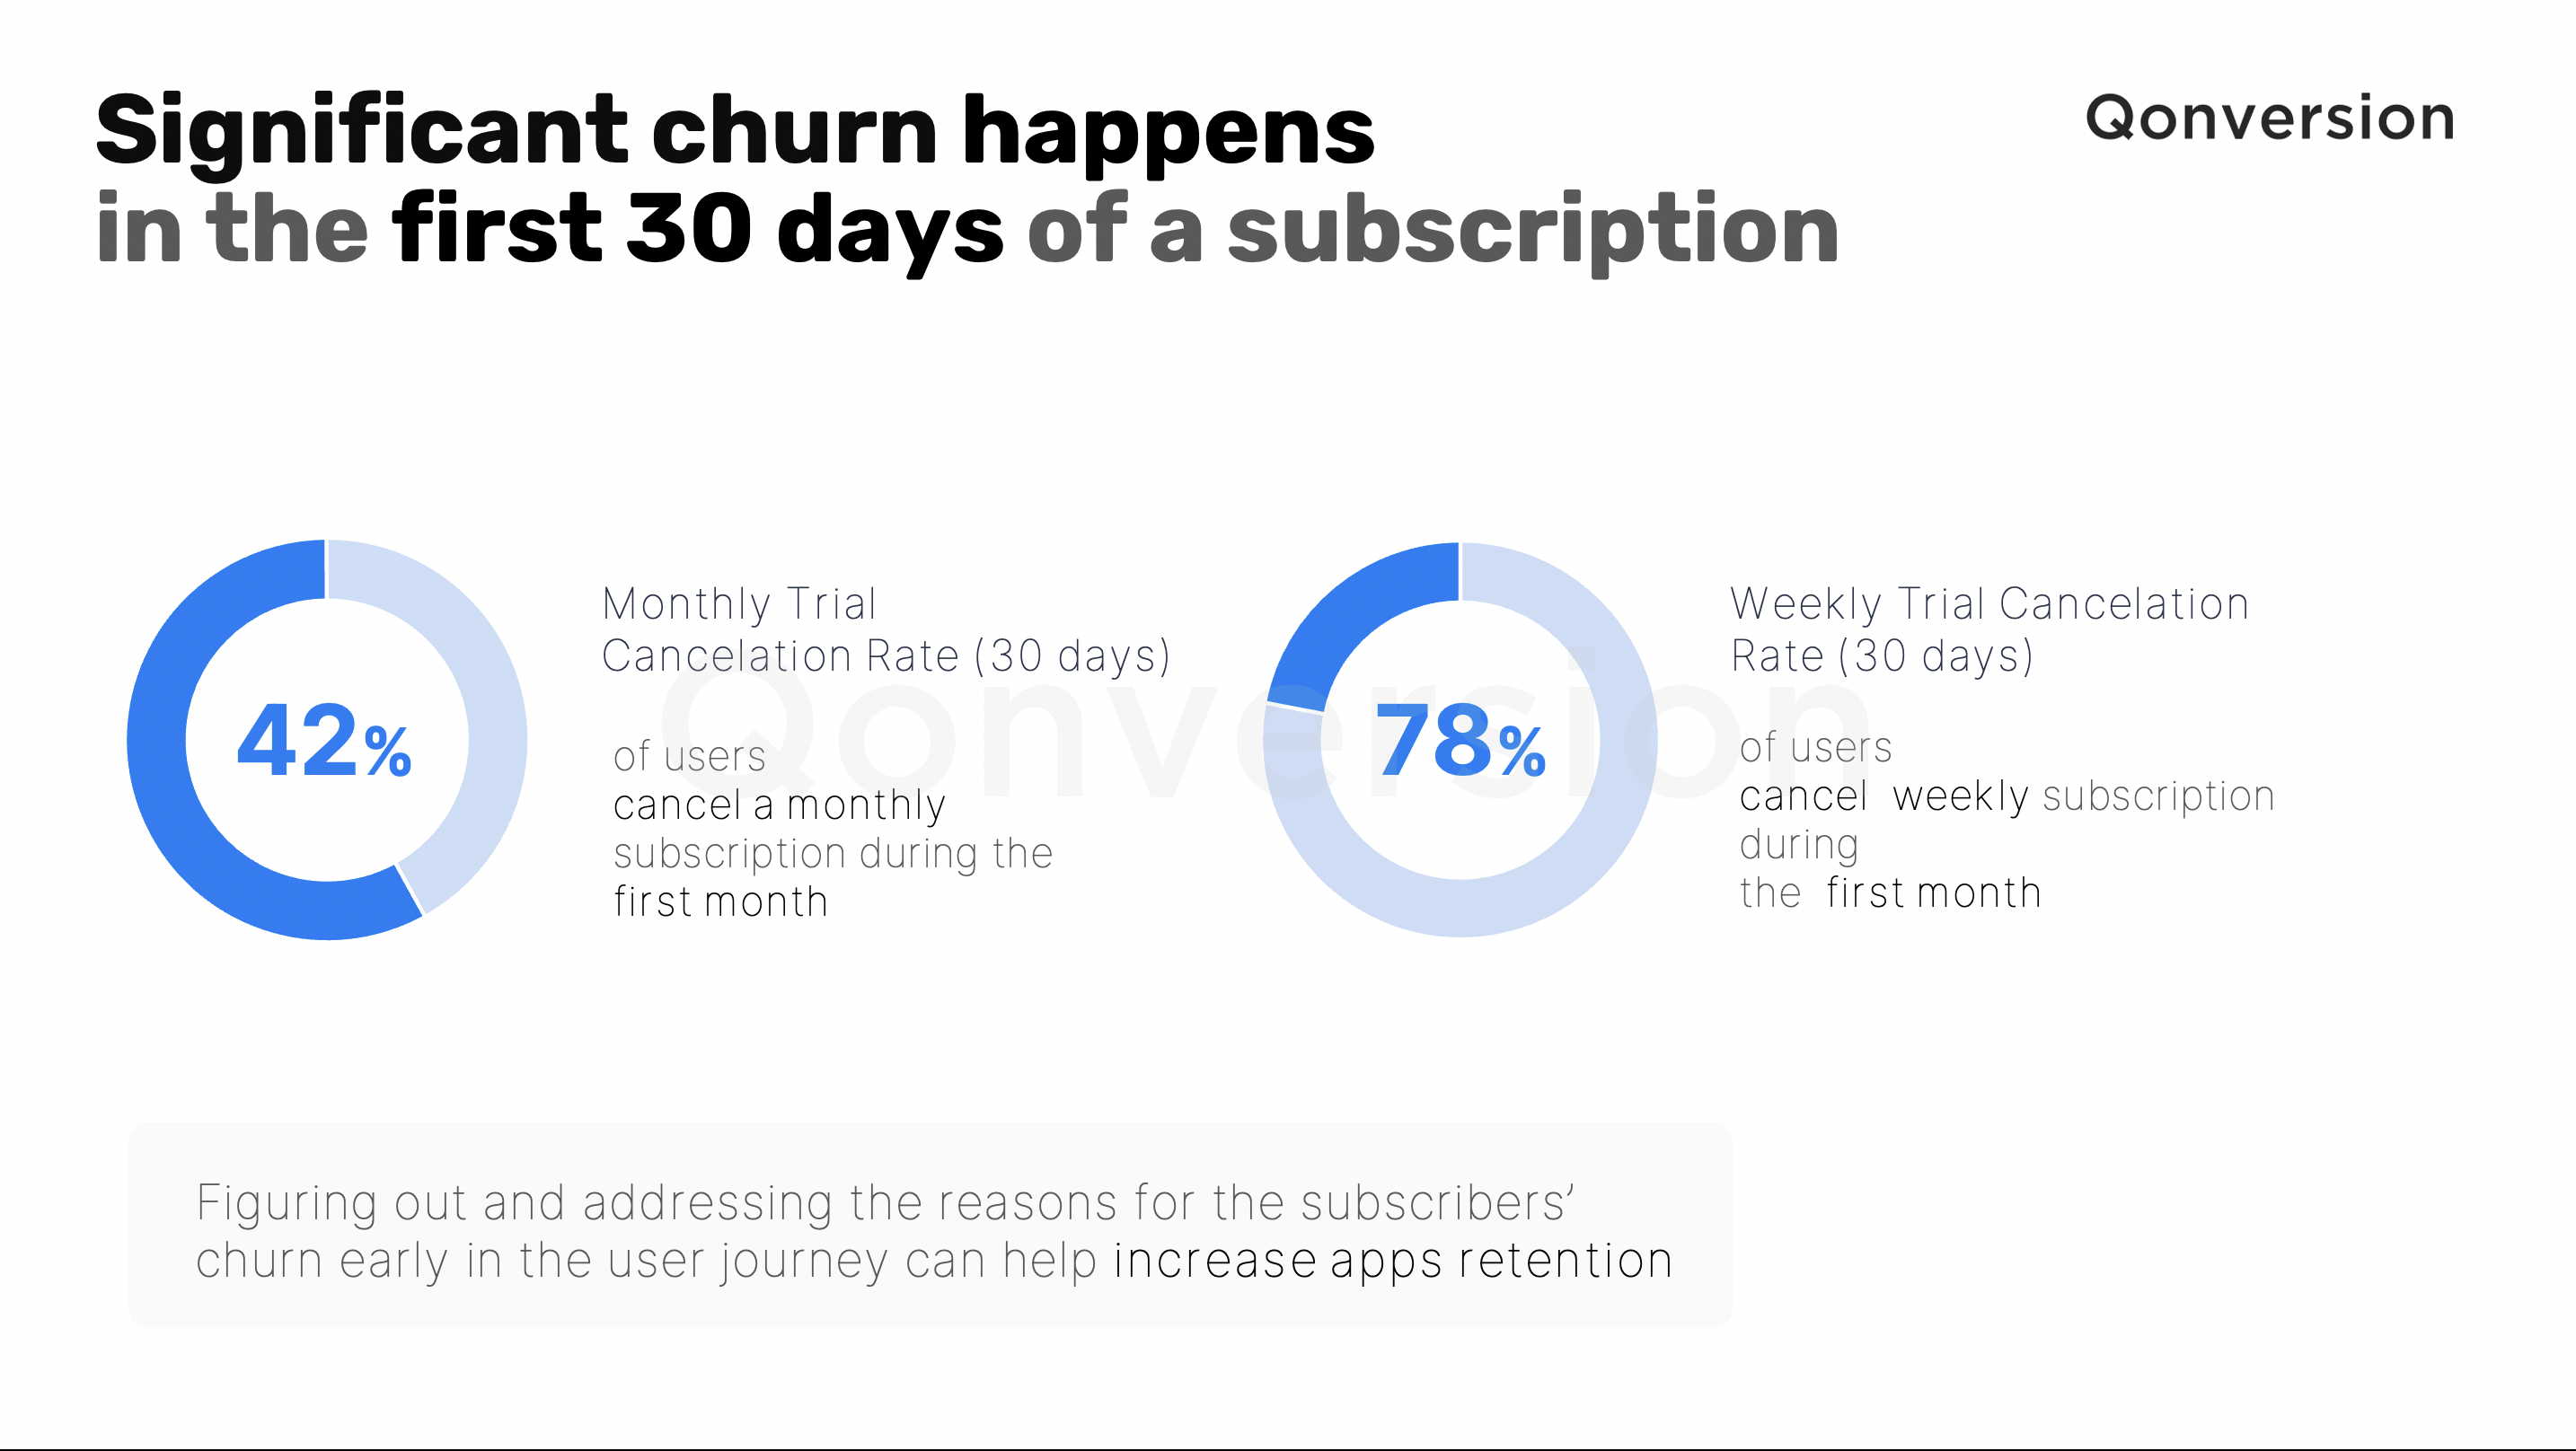 Significant churn happens
in the first 30 days of a subscription
Qonversion
42%
Monthly Trial
Cancelation Rate (30 days)
of users
cancel a monthly
subscription during the
first month
78%
Weekly Trial Cancelation
Rate (30 days)
of users
cancel weekly subscription
during
the first month
Qonversion
Figuring out and addressing the reasons for the subscribers’
churn early in the user journey can help increase apps retention